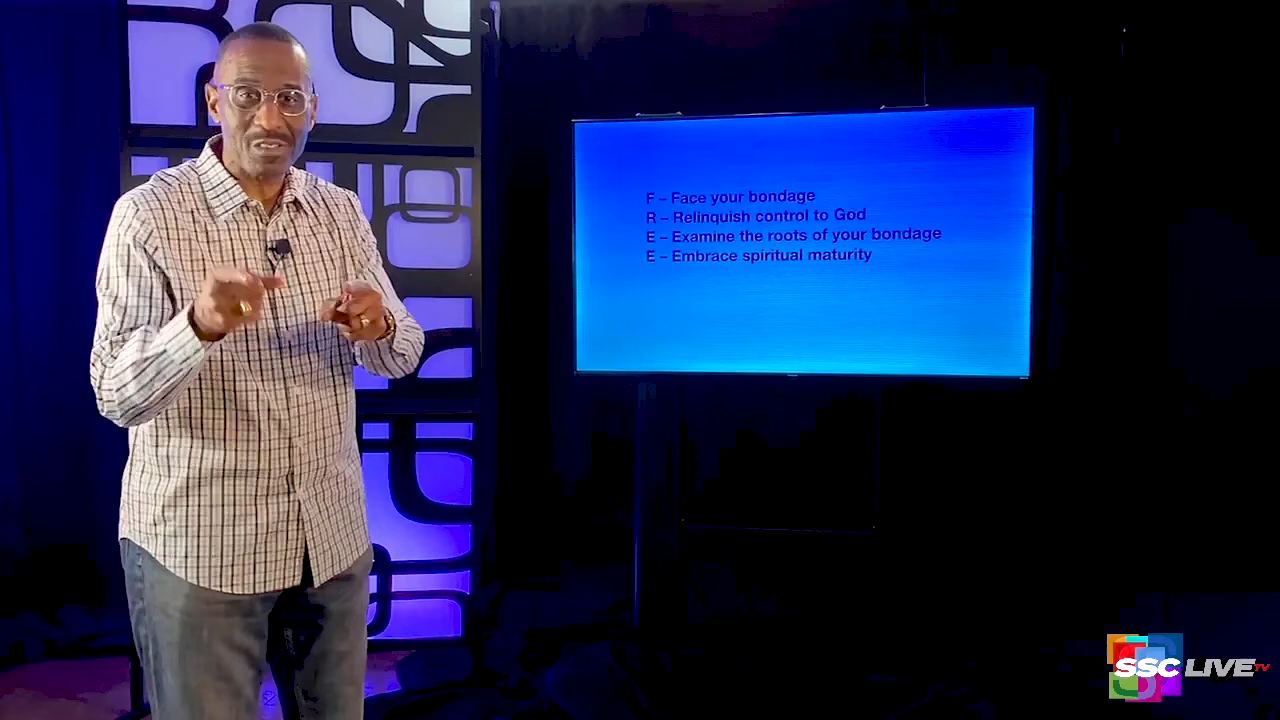 F – Face your bondage
R – Relinquish control to God
E – Examine the roots of your bondage
E – Embrace spiritual maturity
SSC LIVE TV